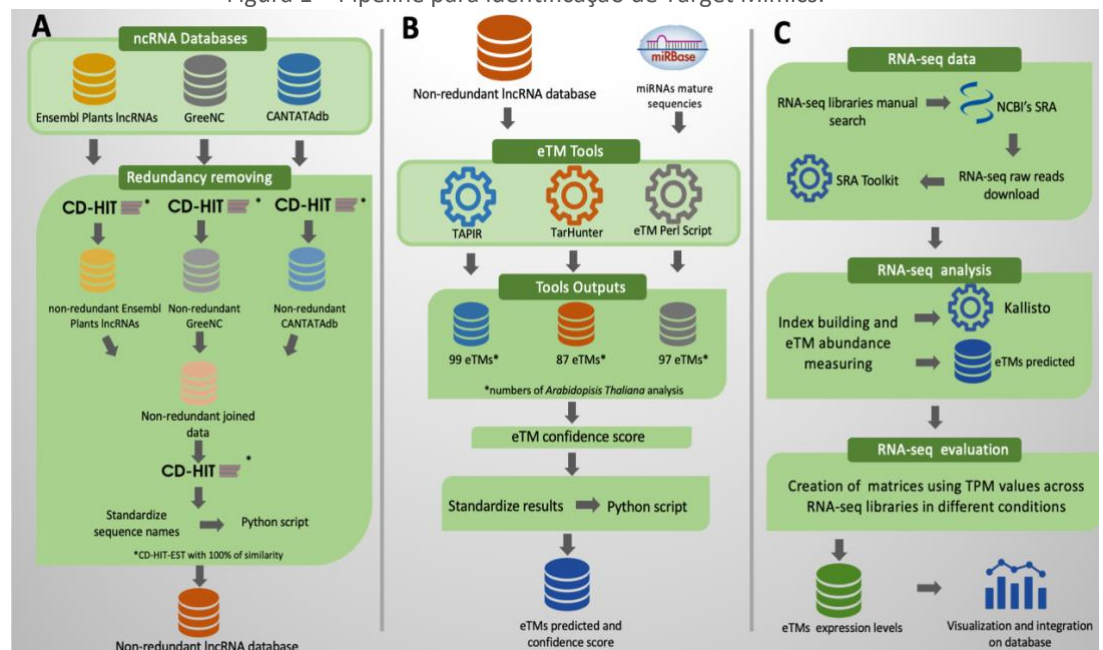 Figura 1 – Pipeline para identificação de Target Mimics.
A
ncRNA Databases
Ensembl Plants lncRNAs
GreeNC
CANTATAdb
Redundancy removing
CD-HIT *
CD-HIT *
CD-HIT *
non-redundant Ensembl
Plants lncRNAs
Non-redundant
GreeNC
Non-redundant
CANTATAdb
Non-redundant joined
data
CD-HIT *
Standardize
sequence names
Python script
*CD-HIT-EST with 100% of similarity
Non-redundant lncRNA database
B
Non-redundant lncRNA database
miRBase
miRNAs mature
sequencies
eTM Tools
TAPIR
TarHunter
eTM Perl Script
Tools Outputs
99 eTMs*
87 eTMs*
97 eTMs*
*numbers of Arabidopisis Thaliana analysis
eTM confidence score
Standardize results
Python script
eTMs predicted and
confidence score
C
RNA-seq data
RNA-seq libraries manual
search
NCBI's SRA
RNA-seq raw reads
download
SRA Toolkit
RNA-seq analysis
Index building and
eTM abundance
measuring
Kallisto
eTMs predicted
RNA-seq evaluation
Creation of matrices using TPM values across
RNA-seq libraries in different conditions
eTMs expression levels
Visualization and integration
on database